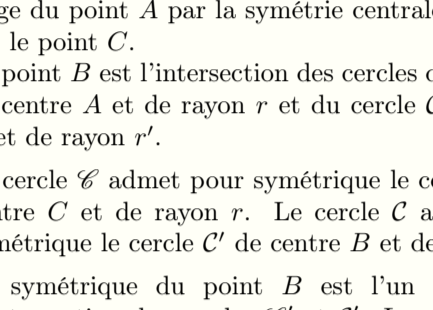 ge du point A par la symétrie centrale
le point C.
point B est l'intersection des cercles
centre A et de rayon r et du cercle
et de rayon r′.
cercle 𝒞 admet pour symétrique le
C et de rayon r. Le cercle 𝒞 a
métrique le cercle 𝒞′ de centre B et de
symétrique du point B est l'un